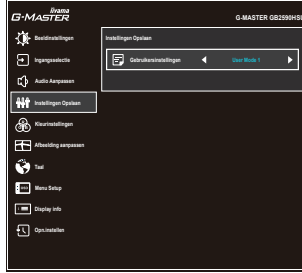 iiyama
G-MASTER
G-MASTER GB2590HS
Beeldinstellingen
Instellingen Opslaan
Ingangsselectie
Gebruikersinstellingen
User Mode 1
Audio Aanpassen
Instellingen Opslaan
Kleurinstellingen
Afbeelding aanpassen
Taal
Menu Setup
Display info
Opn.instellen